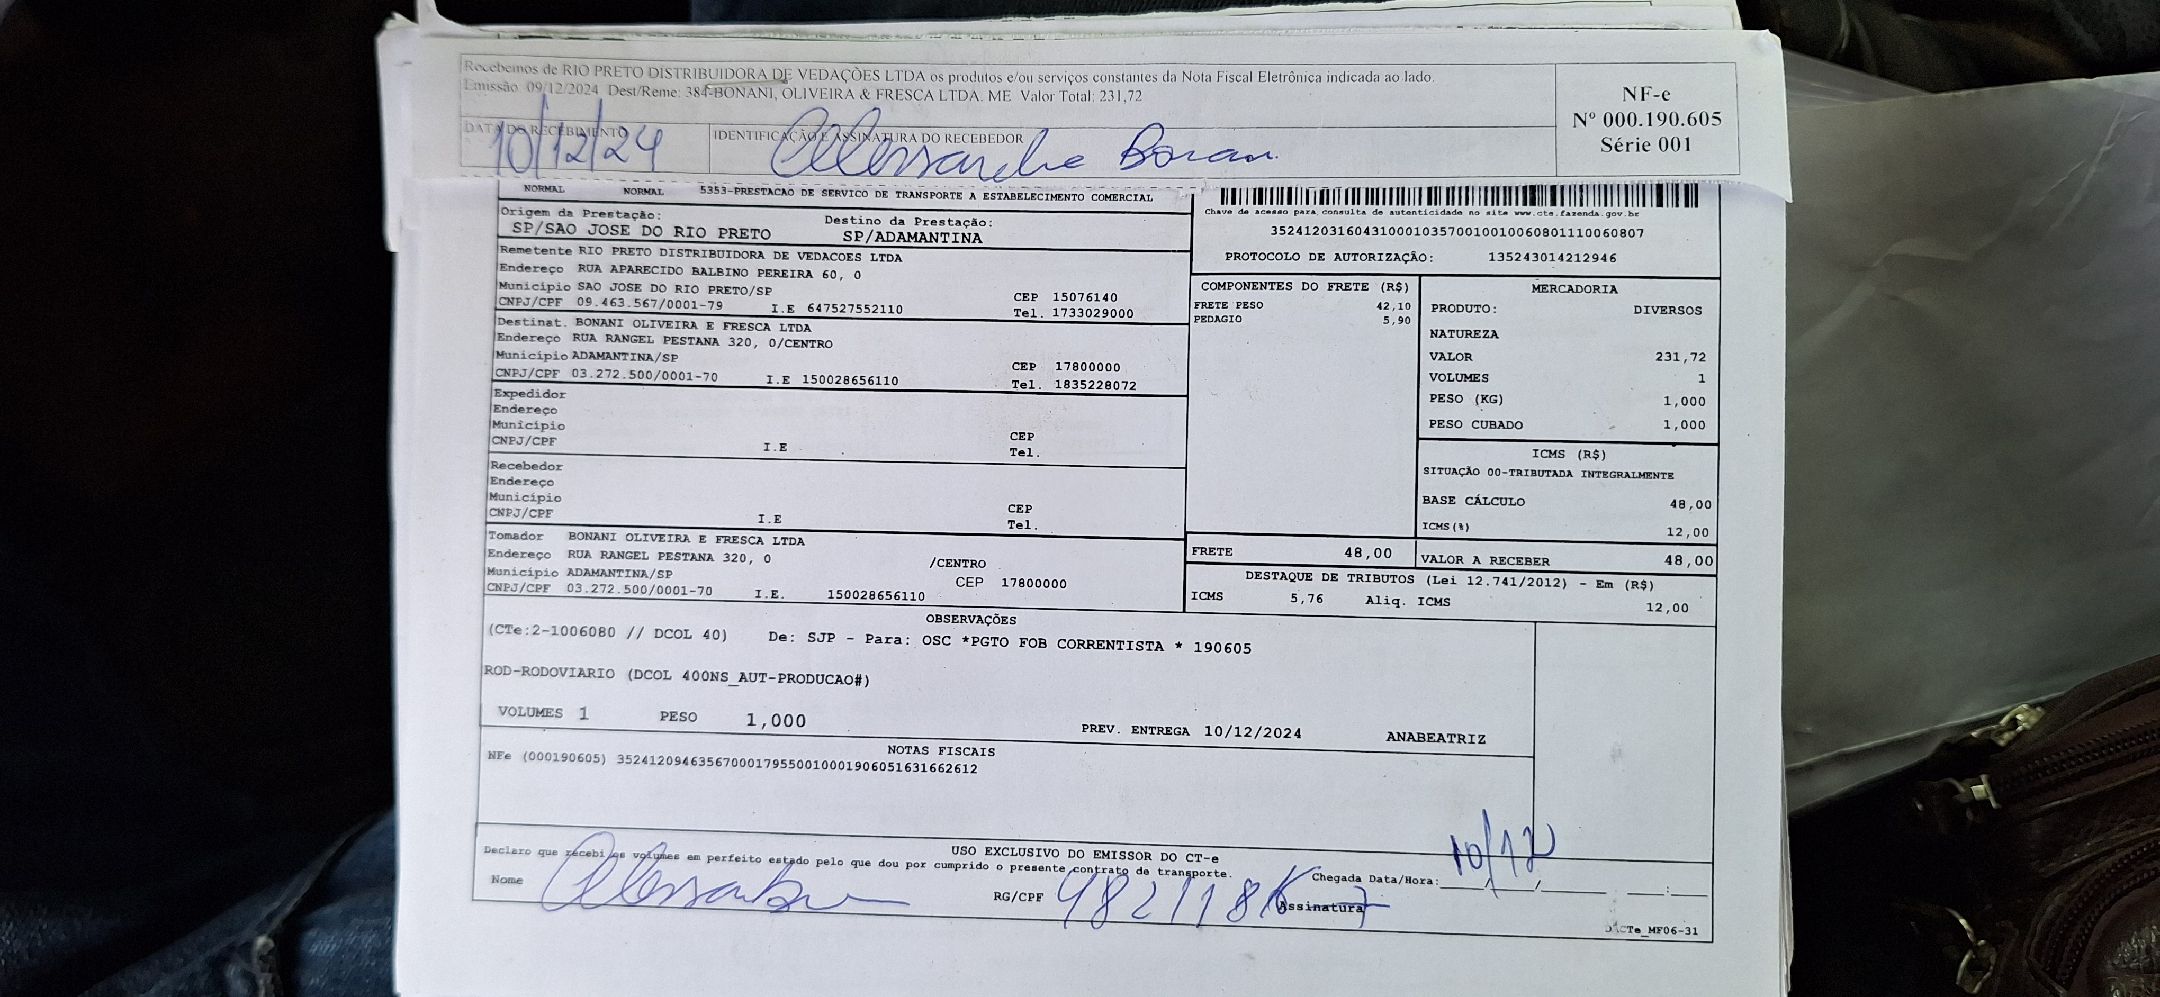 Recebemos de RIO PRETO DISTRIBUIDORA DE VEDAÇÕES LTDA os produtos e/ou serviços constantes da Nota Fiscal Eletrônica indicada ao lado.
Emissão: 09/12/2024 Dest/Reme: 384-BONANI, OLIVEIRA & FRESCA LTDA. ME Valor Total: 231,72
NF-e
Nº 000.190.605
Série 001
DATA DO RECEBIMENTO
10/12/24
IDENTIFICAÇÃO E ASSINATURA DO RECEBEDOR
NORMAL NORMAL 5353-PRESTACAO DE SERVICO DE TRANSPORTE A ESTABELECIMENTO COMERCIAL
Chave de acesso para consulta de autenticidade no site www.cte.fazenda.gov.br
35241203160431000103570010010060801110060807
PROTOCOLO DE AUTORIZAÇÃO: 135243014212946
Origem da Prestação:
SP/SAO JOSE DO RIO PRETO
Destino da Prestação:
SP/ADAMANTINA
Remetente RIO PRETO DISTRIBUIDORA DE VEDACOES LTDA
Endereço RUA APARECIDO BALBINO PEREIRA 60, 0
Município SAO JOSE DO RIO PRETO/SP CEP 15076140
CNPJ/CPF 09.463.567/0001-79 I.E 647527552110 Tel. 1733029000
Destinat. BONANI OLIVEIRA E FRESCA LTDA
Endereço RUA RANGEL PESTANA 320, 0/CENTRO
Município ADAMANTINA/SP CEP 17800000
CNPJ/CPF 03.272.500/0001-70 I.E 150028656110 Tel. 1835228072
Expedidor
Endereço
Município CEP
CNPJ/CPF I.E Tel.
Recebedor
Endereço
Município CEP
CNPJ/CPF I.E Tel.
Tomador BONANI OLIVEIRA E FRESCA LTDA
Endereço RUA RANGEL PESTANA 320, 0 /CENTRO
Município ADAMANTINA/SP CEP 17800000
CNPJ/CPF 03.272.500/0001-70 I.E. 150028656110
COMPONENTES DO FRETE (R$)
FRETE PESO 42,10
PEDAGIO 5,90
MERCADORIA
PRODUTO: DIVERSOS
NATUREZA
VALOR 231,72
VOLUMES 1
PESO (KG) 1,000
PESO CUBADO 1,000
ICMS (R$)
SITUAÇÃO 00-TRIBUTADA INTEGRALMENTE
BASE CÁLCULO 48,00
ICMS(%) 12,00
FRETE 48,00
VALOR A RECEBER 48,00
DESTAQUE DE TRIBUTOS (Lei 12.741/2012) - Em (R$)
ICMS 5,76 Aliq. ICMS 12,00
OBSERVAÇÕES
(CTe:2-1006080 // DCOL 40) De: SJP - Para: OSC *PGTO FOB CORRENTISTA * 190605
ROD-RODOVIARIO (DCOL 400NS_AUT-PRODUCAO#)
VOLUMES 1 PESO 1,000 PREV. ENTREGA 10/12/2024 ANABEATRIZ
NOTAS FISCAIS
NFe (000190605) 35241209463567000179550010001906051631662612
USO EXCLUSIVO DO EMISSOR DO CT-e
Declaro que recebi os volumes em perfeito estado pelo que dou por cumprido o presente contrato de transporte.
Chegada Data/Hora: 10/12
Nome RG/CPF Assinatura
DACTe_MF06-31